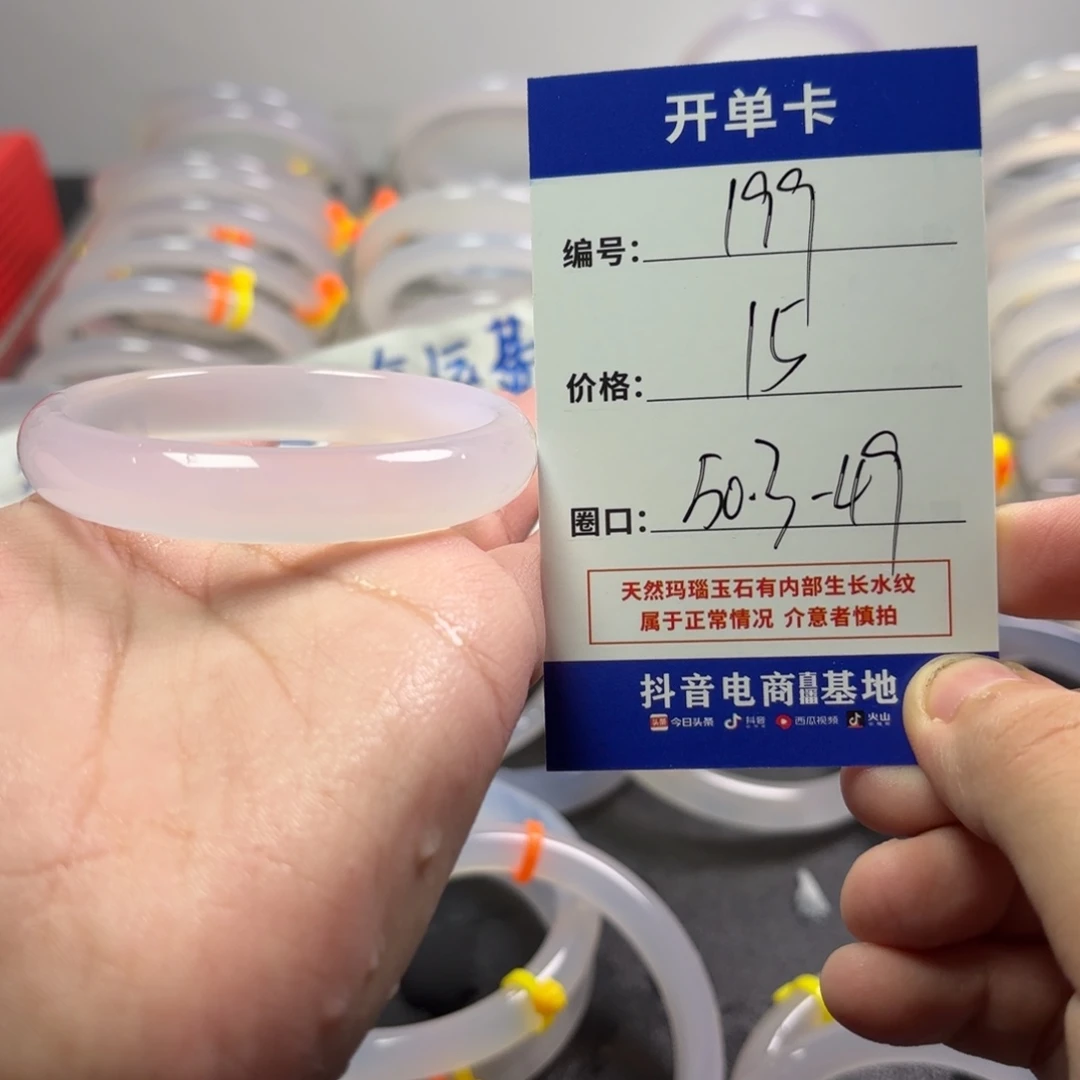 开单卡
编号：199
价格：15
圈口：50.3-49
天然玛瑙玉石有内部生长水纹
属于正常情况 介意者慎拍
抖音电商直播基地
头条 今日头条 抖音 西瓜视频 火山